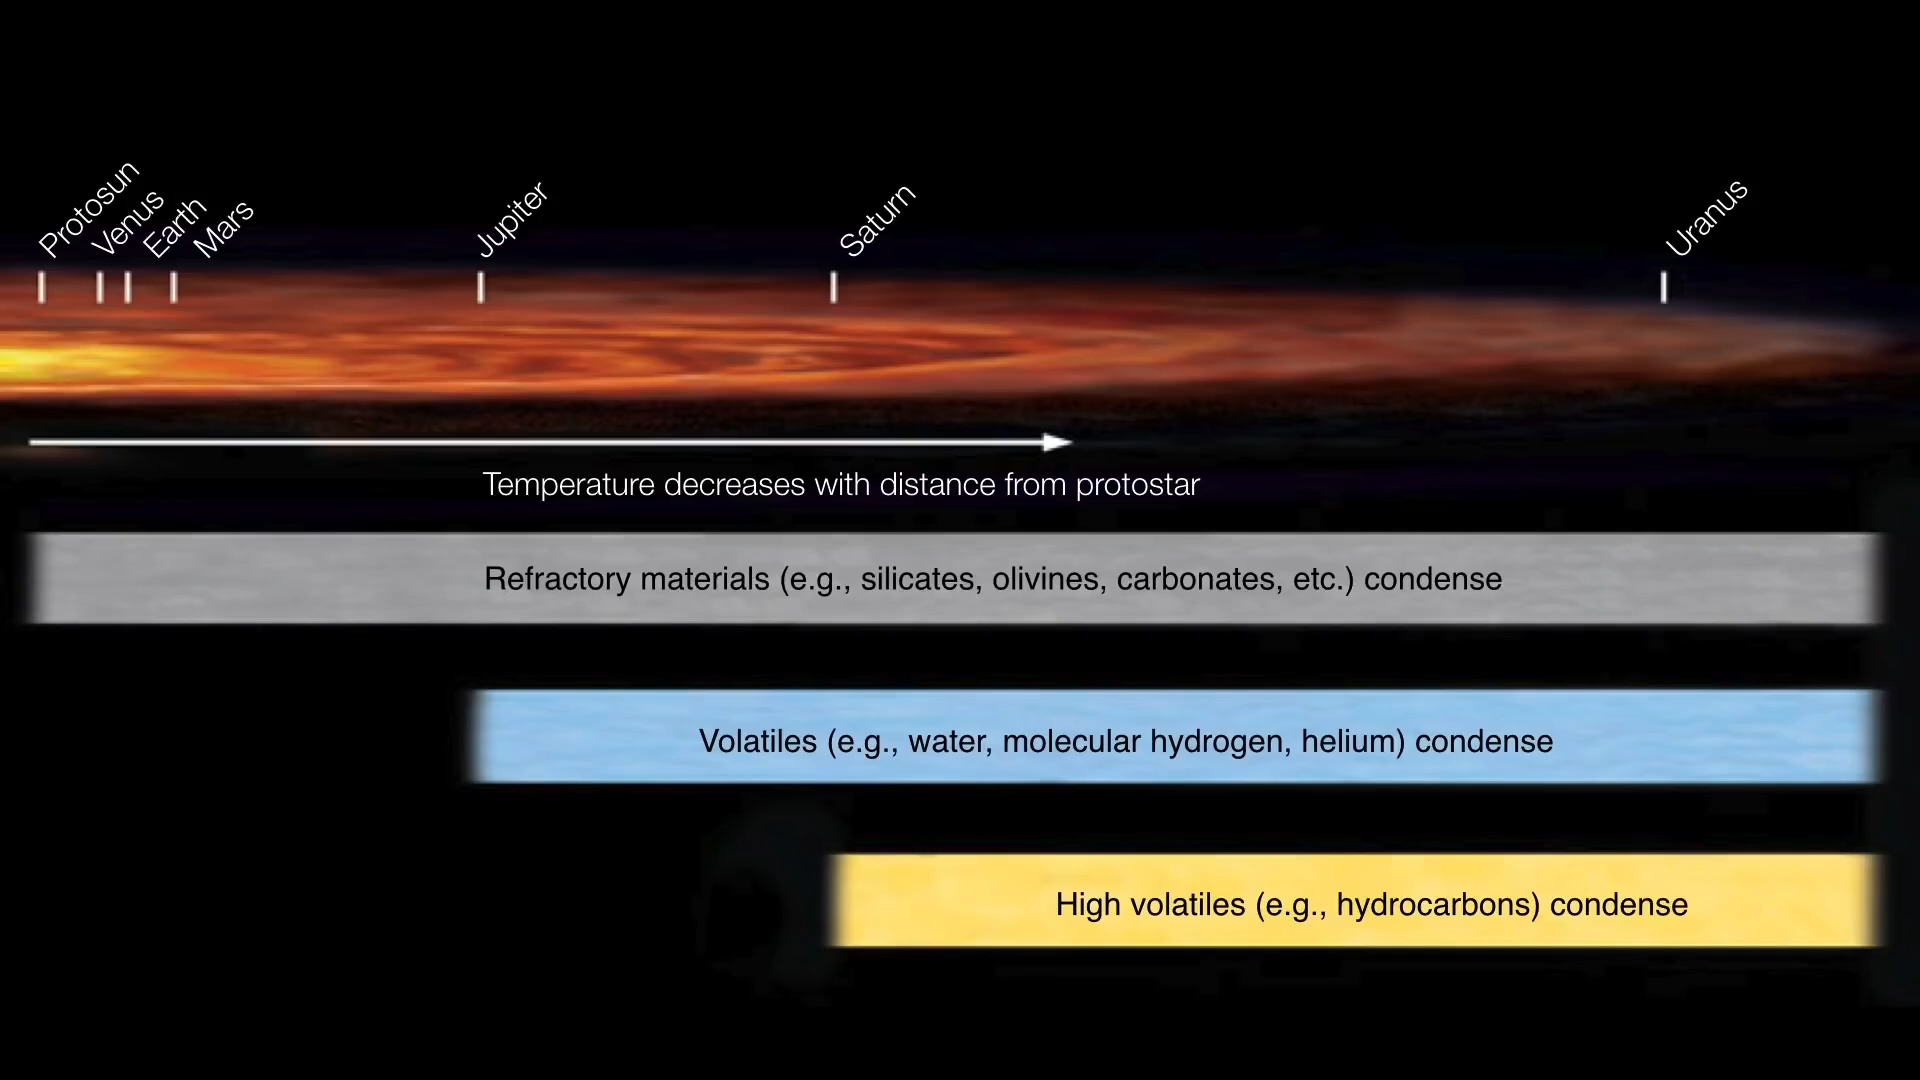 Protosun
Venus
Earth
Mars
Jupiter
Saturn
Uranus
Temperature decreases with distance from protostar
Refractory materials (e.g., silicates, olivines, carbonates, etc.) condense
Volatiles (e.g., water, molecular hydrogen, helium) condense
High volatiles (e.g., hydrocarbons) condense